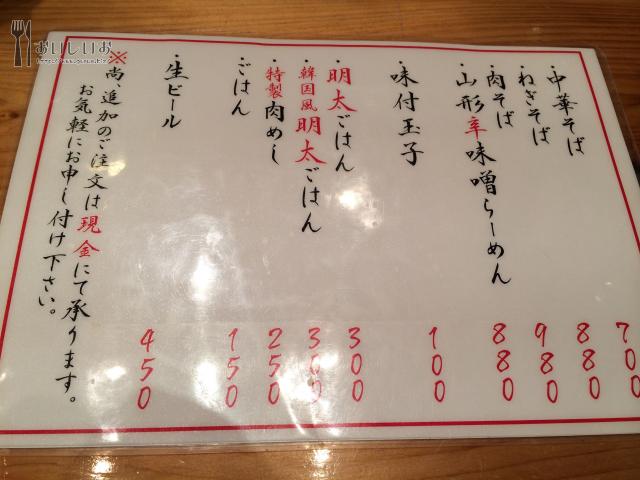 ・中華そば 700
・ねぎそば 880
・肉そば 980
・山形辛味噌らーめん 880
・味付玉子 100
・明太ごはん 300
・韓国風明太ごはん 300
・特製肉めし 250
・ごはん 150
・生ビール 450
※尚、追加のご注文は現金にて承ります。
お気軽にお申し付け下さい。
おいしいお